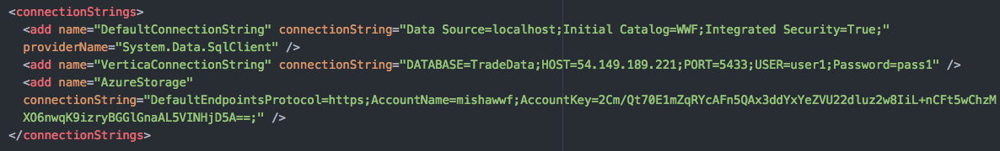 <connectionStrings>
<add name="DefaultConnectionString" connectionString="Data Source=localhost;Initial Catalog=WWF;Integrated Security=True;"
providerName="System.Data.SqlClient" />
<add name="VerticaConnectionString" connectionString="DATABASE=TradeData;HOST=54.149.189.221;PORT=5433;USER=user1;Password=pass1" />
<add name="AzureStorage"
connectionString="DefaultEndpointsProtocol=https;AccountName=mishawwf;AccountKey=2Cm/Qt70E1mZqRYcAFn5QAx3ddYxYeZVU22dluz2w8IiL+nCFt5wChzM
XO6nwqK9izryBGGlGnaAL5VINHjD5A==;" />
</connectionStrings>